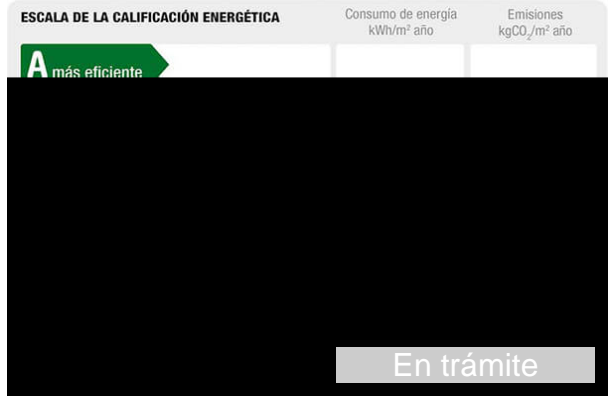 ESCALA DE LA CALIFICACIÓN ENERGÉTICA
Consumo de energía
kWh/m² año
Emisiones
kgCO₂/m² año
A más eficiente
En trámite